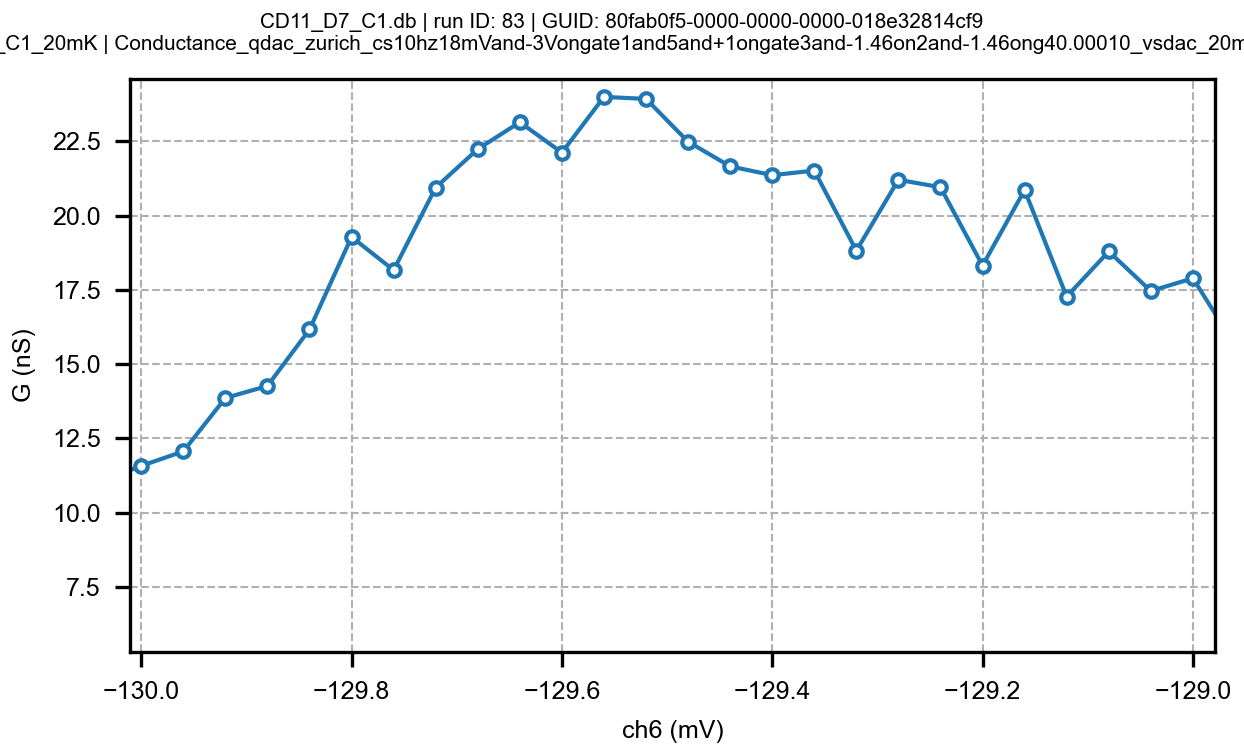 CD11_D7_C1.db | run ID: 83 | GUID: 80fab0f5-0000-0000-0000-018e32814cf9
_C1_20mK | Conductance_qdac_zurich_cs10hz18mVand-3Vongate1and5and+1ongate3and-1.46on2and-1.46ong40.00010_vsdac_20m
22.5
20.0
17.5
15.0
12.5
10.0
7.5
G (nS)
−130.0 −129.8 −129.6 −129.4 −129.2 −129.0
ch6 (mV)